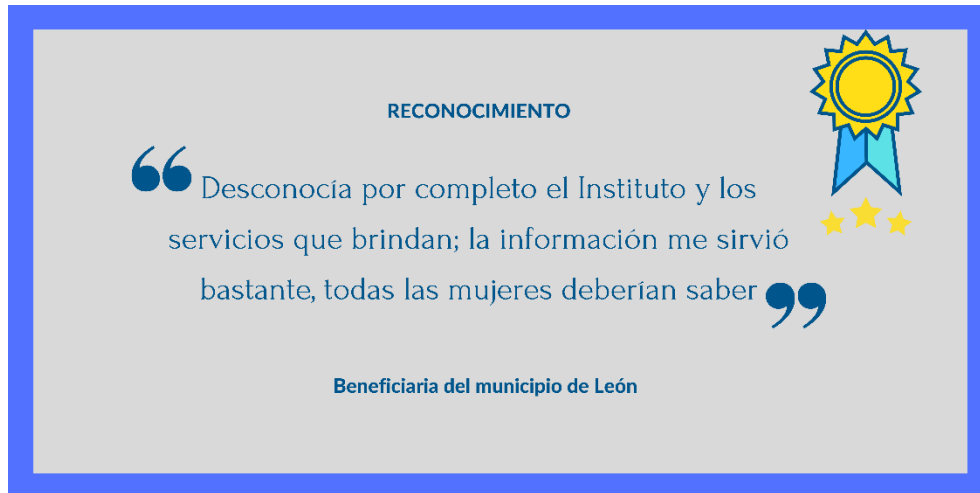 RECONOCIMIENTO
“ Desconocía por completo el Instituto y los
servicios que brindan; la información me sirvió
bastante, todas las mujeres deberían saber ”
Beneficiaria del municipio de León